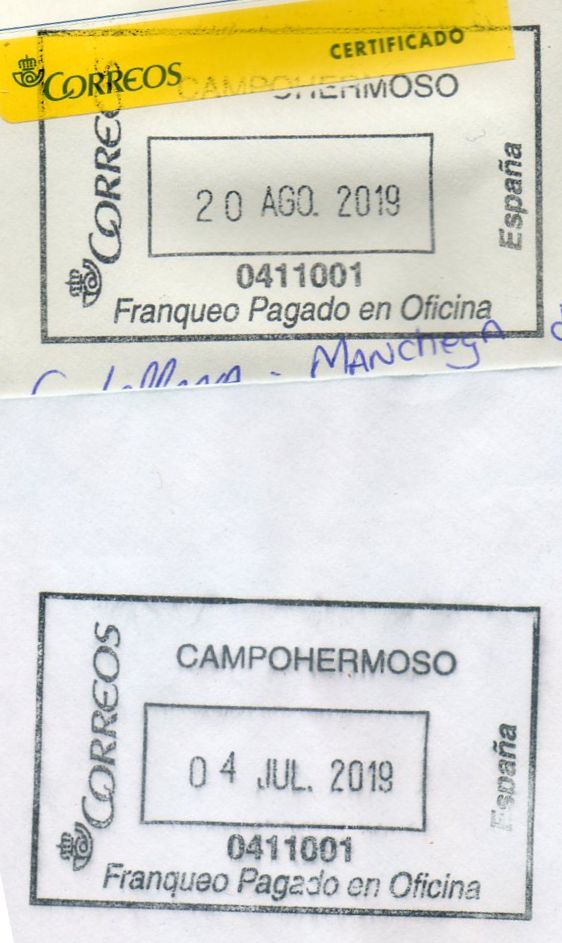 CORREOS CERTIFICADO
CAMPOHERMOSO
CORREOS
20 AGO. 2019
España
0411001
Franqueo Pagado en Oficina
MANchegA
CAMPOHERMOSO
CORREOS
04 JUL. 2019
España
0411001
Franqueo Pagado en Oficina